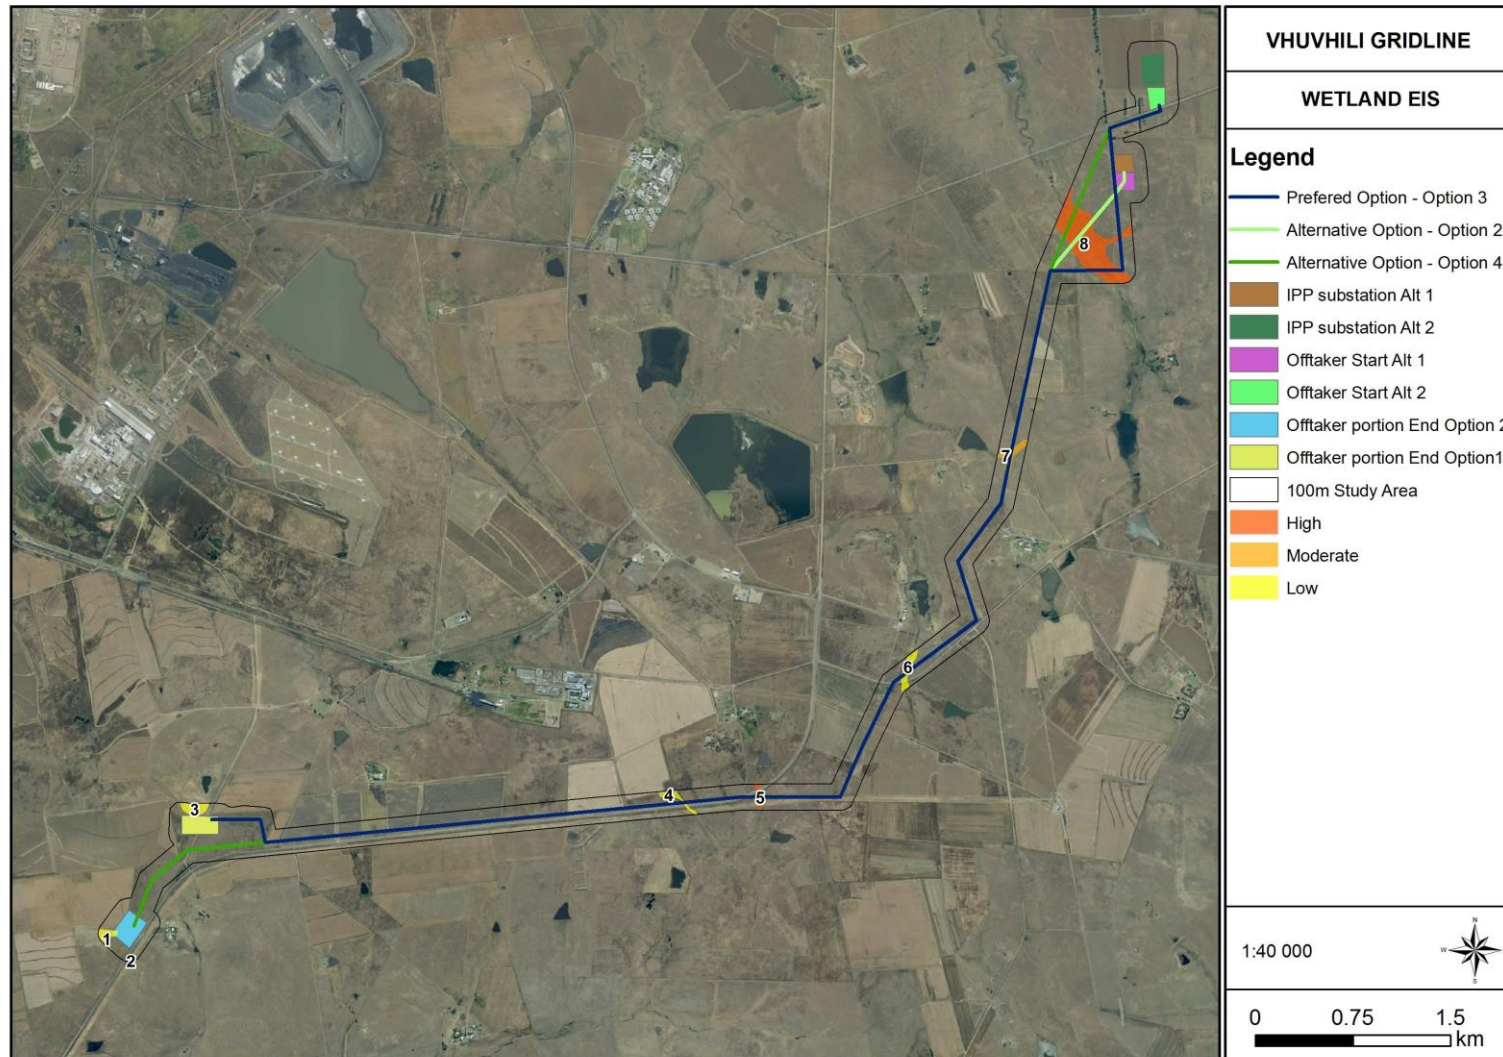 VHUVHILI GRIDLINE
WETLAND EIS
Legend
Prefered Option - Option 3
Alternative Option - Option 2
Alternative Option - Option 4
IPP substation Alt 1
IPP substation Alt 2
Offtaker Start Alt 1
Offtaker Start Alt 2
Offtaker portion End Option 2
Offtaker portion End Option1
100m Study Area
High
Moderate
Low
8
7
6
5
4
3
1
2
1:40 000
N
W
S
0 0.75 1.5
km